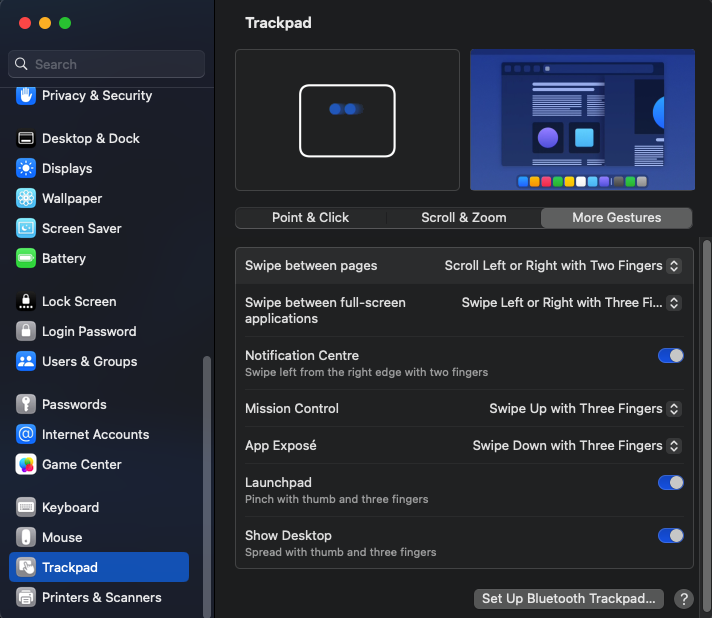 Search
Privacy & Security
Desktop & Dock
Displays
Wallpaper
Screen Saver
Battery
Lock Screen
Login Password
Users & Groups
Passwords
Internet Accounts
Game Center
Keyboard
Mouse
Trackpad
Printers & Scanners
Trackpad
Point & Click
Scroll & Zoom
More Gestures
Swipe between pages
Scroll Left or Right with Two Fingers
Swipe between full-screen
applications
Swipe Left or Right with Three Fi...
Notification Centre
Swipe left from the right edge with two fingers
Mission Control
Swipe Up with Three Fingers
App Exposé
Swipe Down with Three Fingers
Launchpad
Pinch with thumb and three fingers
Show Desktop
Spread with thumb and three fingers
Set Up Bluetooth Trackpad...
?